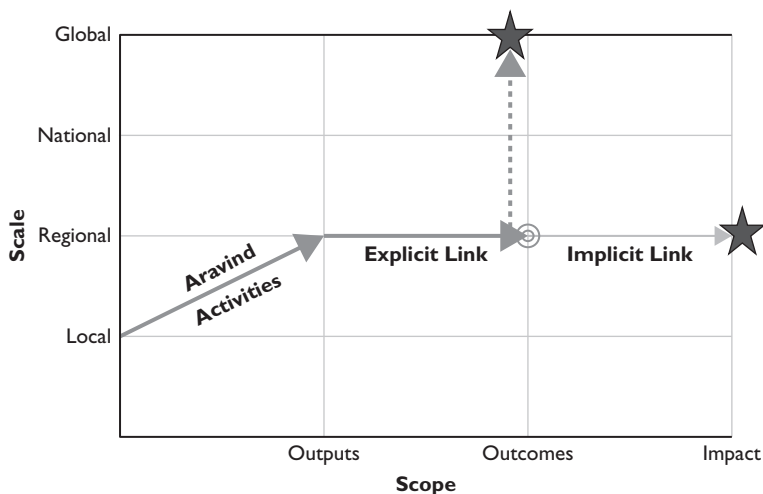 Global
National
Scale
Regional
Local
Aravind
Activities
Explicit Link
Implicit Link
Outputs
Outcomes
Impact
Scope